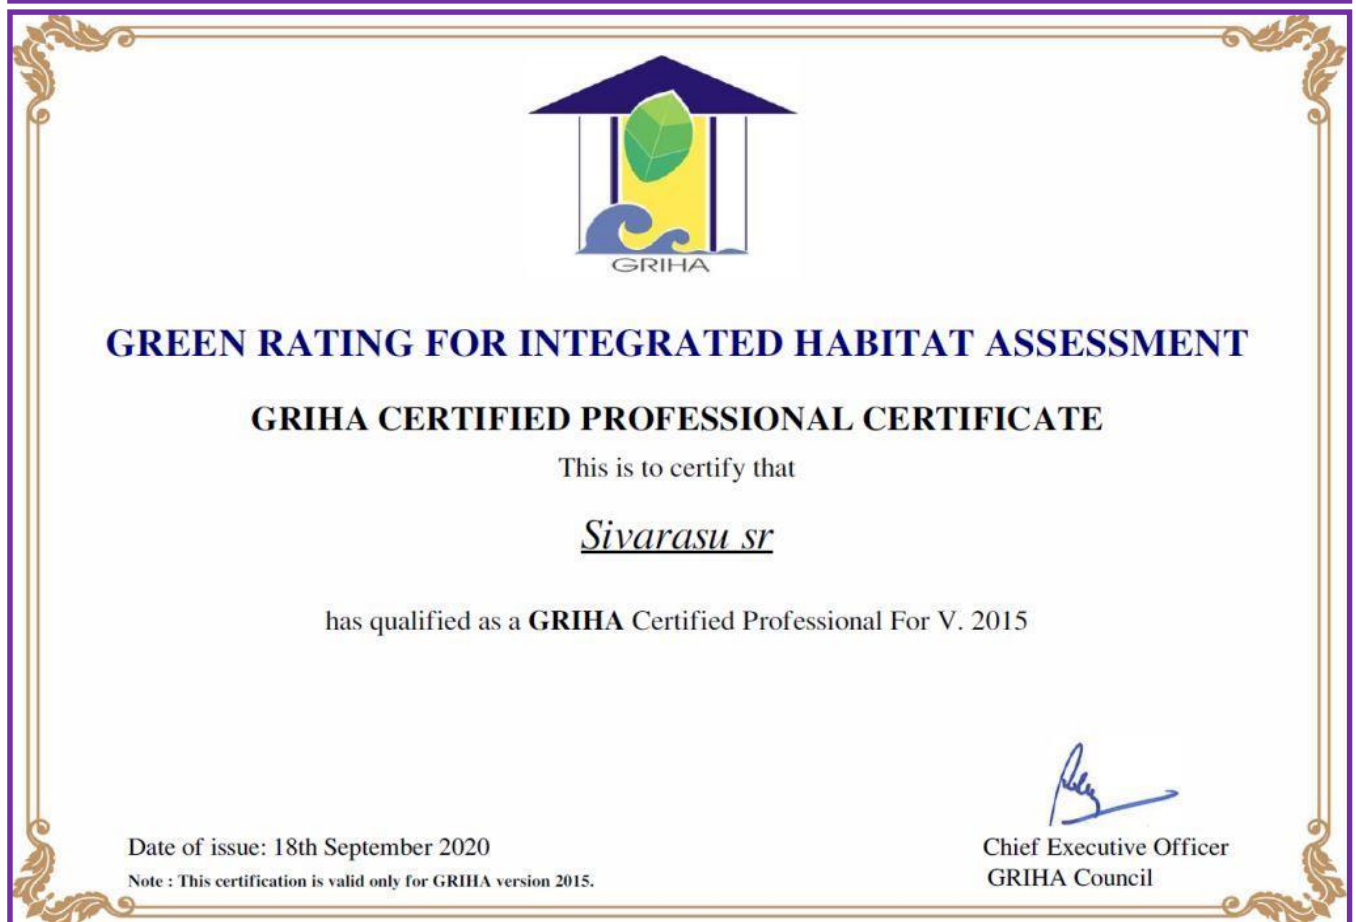 GRIHA
GREEN RATING FOR INTEGRATED HABITAT ASSESSMENT
GRIHA CERTIFIED PROFESSIONAL CERTIFICATE
This is to certify that
Sivarasu sr
has qualified as a GRIHA Certified Professional For V. 2015
Date of issue: 18th September 2020
Note : This certification is valid only for GRIHA version 2015.
Chief Executive Officer
GRIHA Council